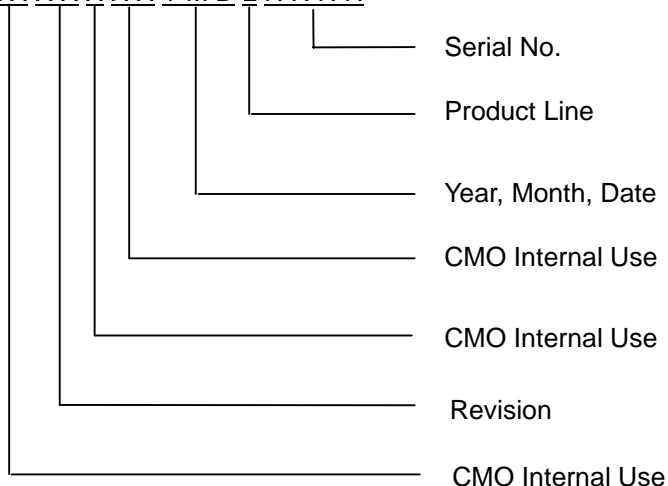 Serial No.
Product Line
Year, Month, Date
CMO Internal Use
CMO Internal Use
Revision
CMO Internal Use